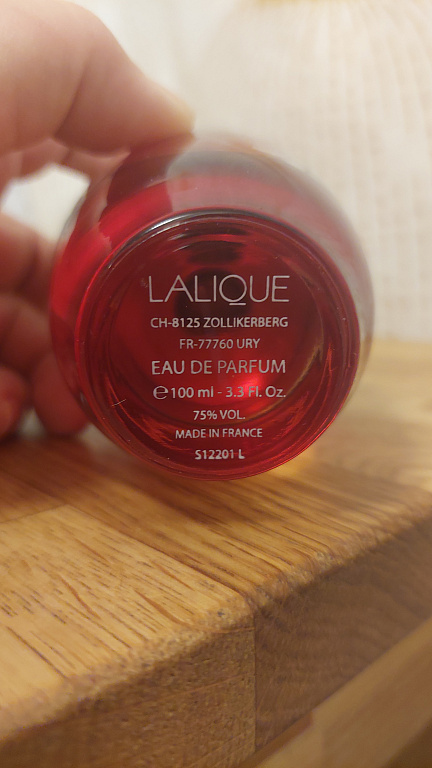 LALIQUE
CH-8125 ZOLLIKERBERG
FR-77760 URY
EAU DE PARFUM
℮100 ml - 3.3 Fl. Oz.
75% VOL.
MADE IN FRANCE
S12201 L